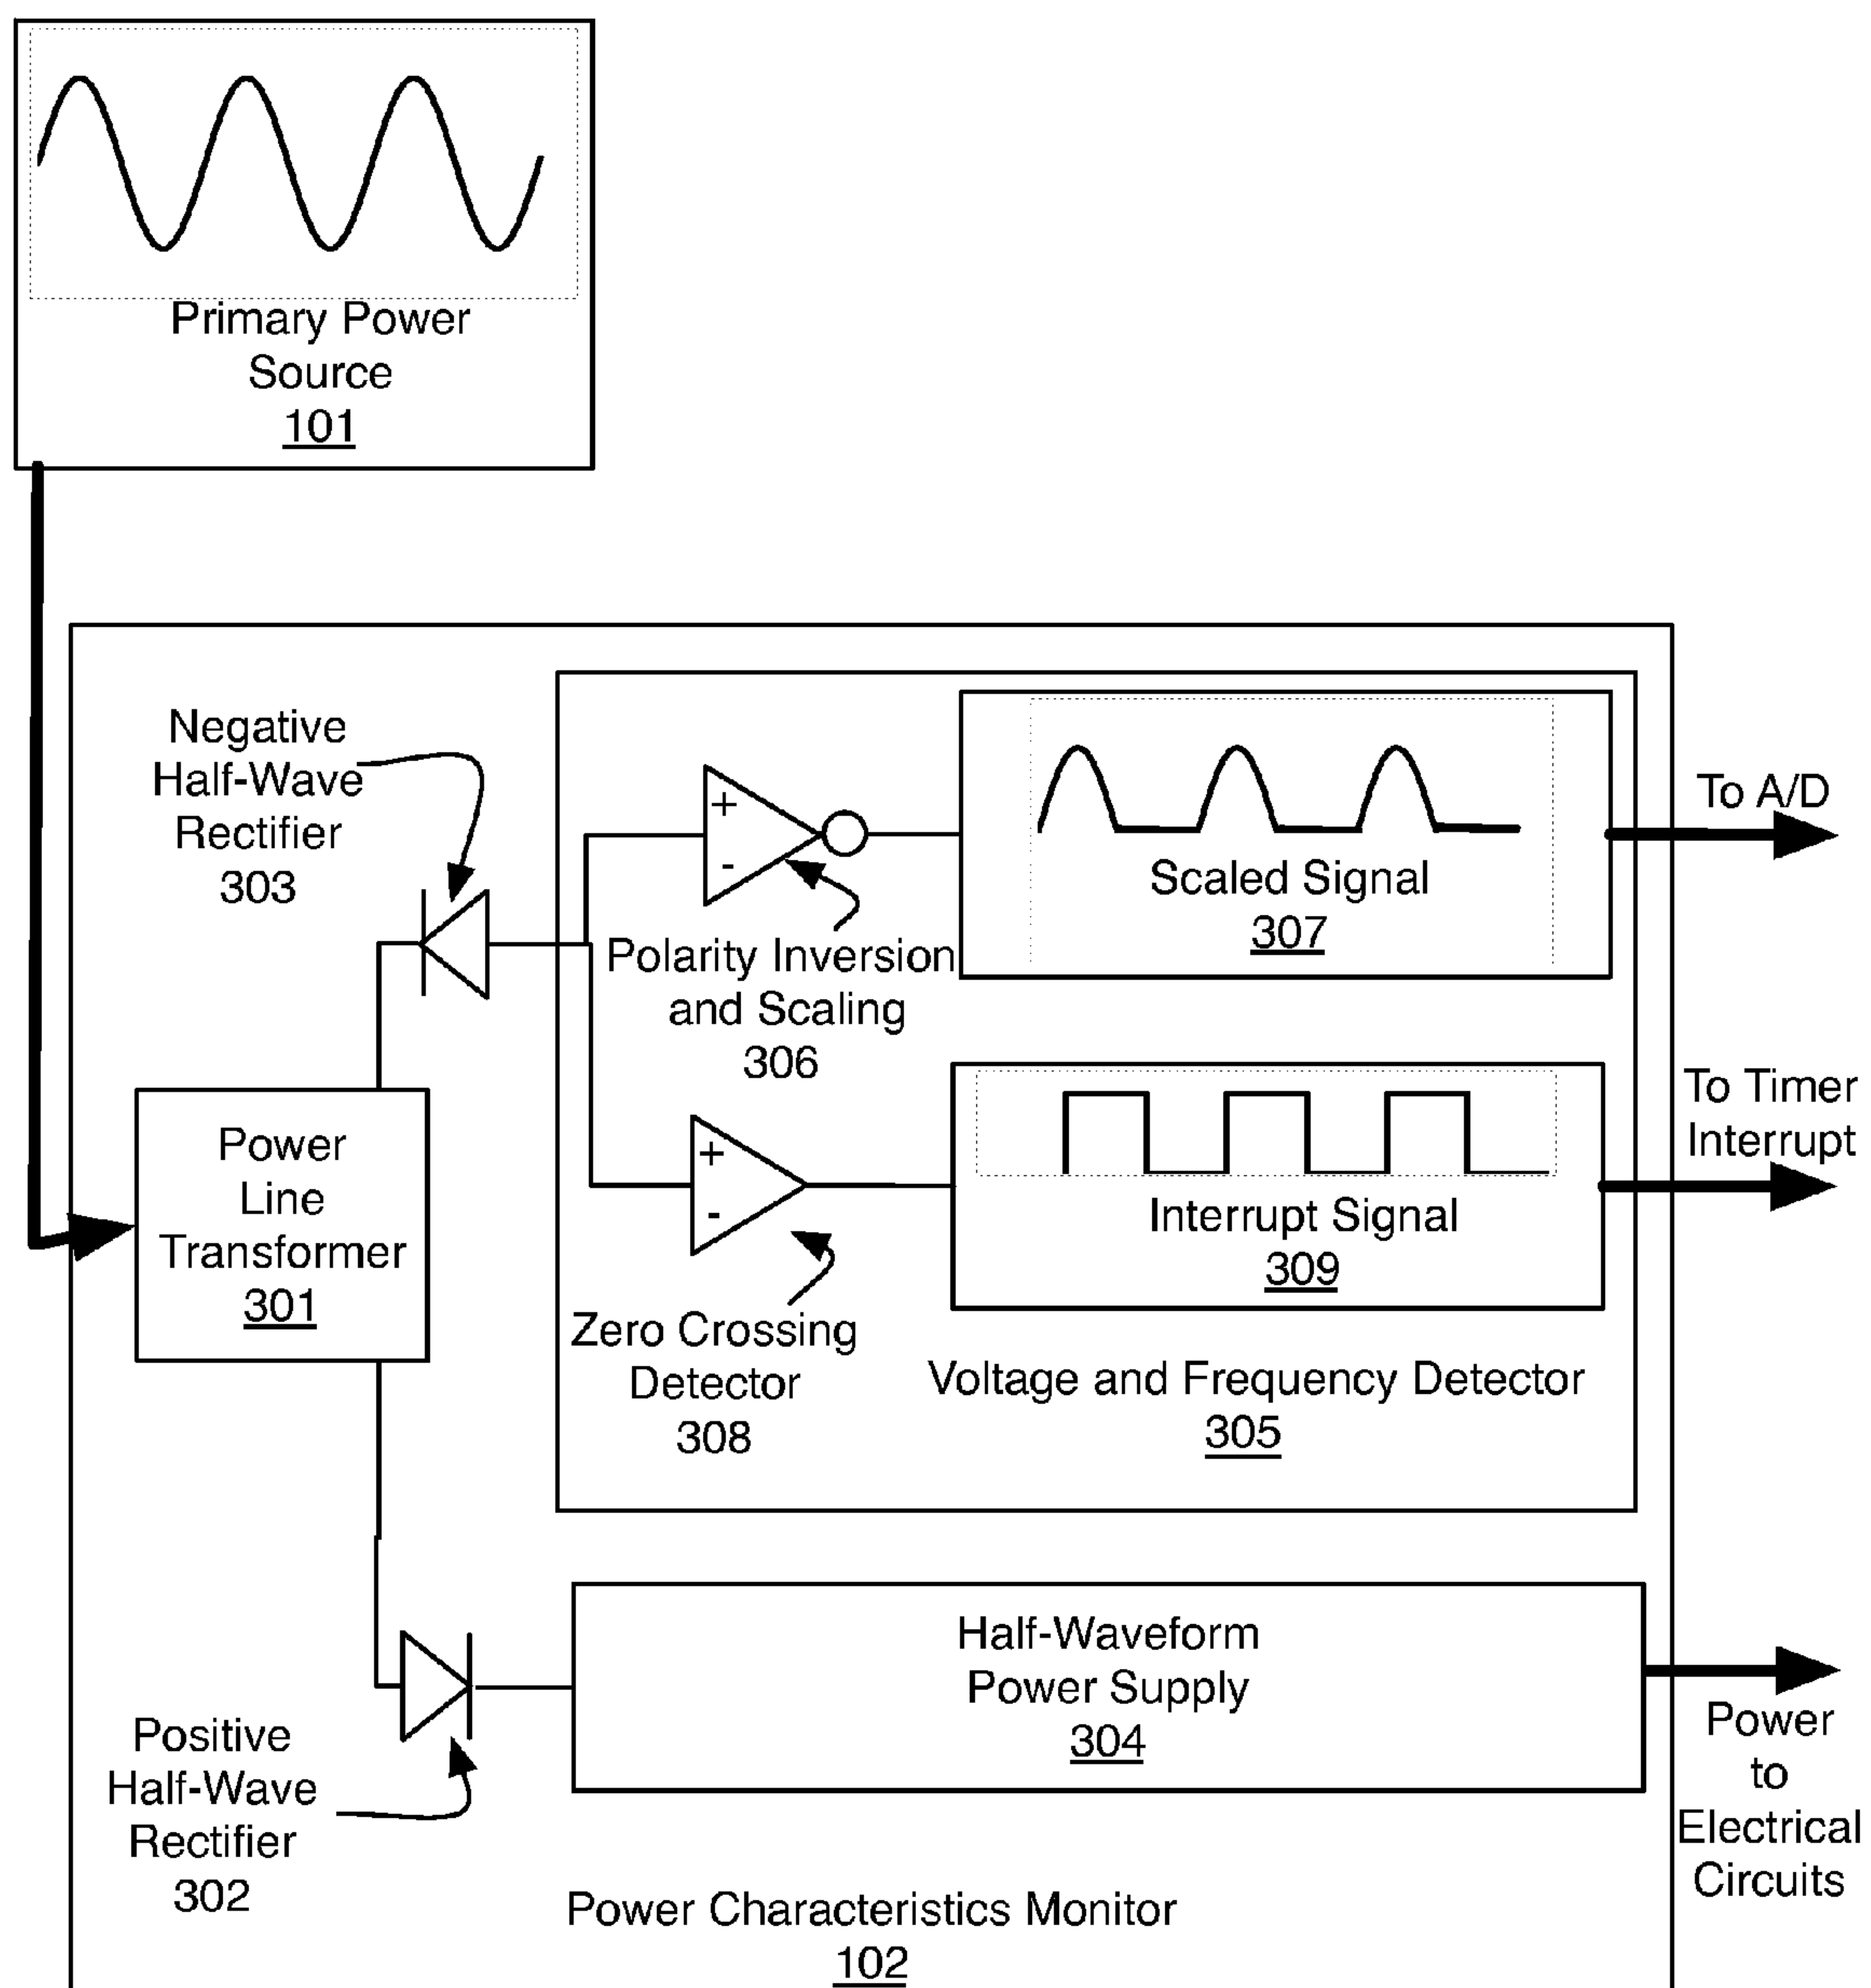 Primary Power
Source
101
Negative
Half-Wave
Rectifier
303
+
-
Polarity Inversion
and Scaling
306
Scaled Signal
307
To A/D
Power
Line
Transformer
301
+
-
Zero Crossing
Detector
308
Interrupt Signal
309
To Timer
Interrupt
Voltage and Frequency Detector
305
Positive
Half-Wave
Rectifier
302
Half-Waveform
Power Supply
304
Power
to
Electrical
Circuits
Power Characteristics Monitor
102